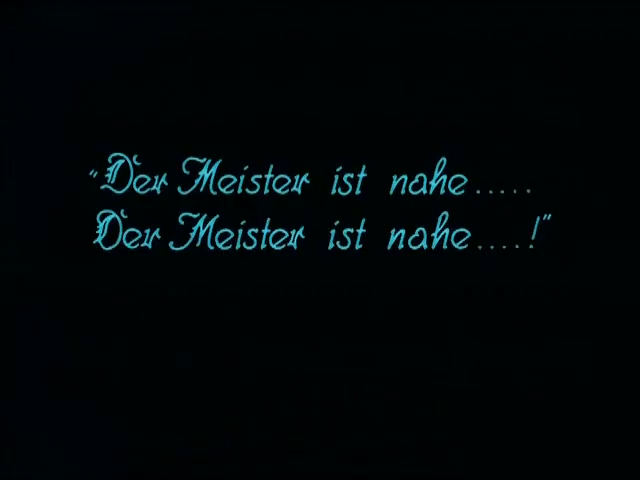 "Der Meister ist nahe.....
Der Meister ist nahe....!"